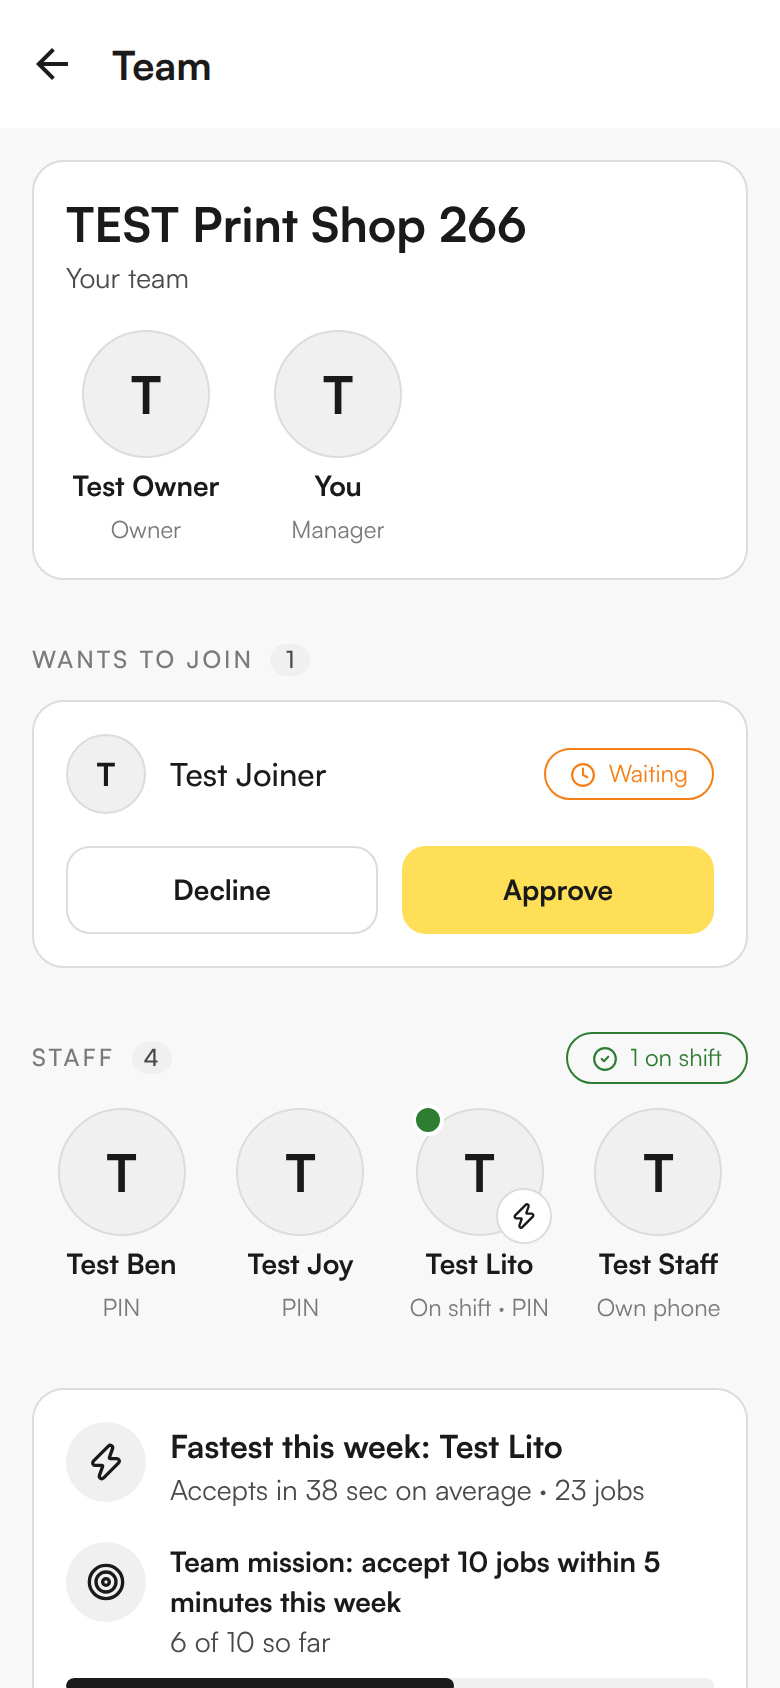 Team
TEST Print Shop 266
Your team
T
T
Test Owner
You
Owner
Manager
WANTS TO JOIN 1
T
Test Joiner
Waiting
Decline
Approve
STAFF 4
1 on shift
T
T
T
T
Test Ben
Test Joy
Test Lito
Test Staff
PIN
PIN
On shift · PIN
Own phone
Fastest this week: Test Lito
Accepts in 38 sec on average · 23 jobs
Team mission: accept 10 jobs within 5
minutes this week
6 of 10 so far